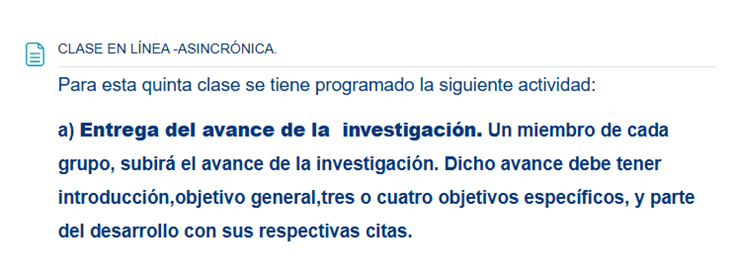 CLASE EN LÍNEA -ASINCRÓNICA.
Para esta quinta clase se tiene programado la siguiente actividad:
a) Entrega del avance de la investigación. Un miembro de cada
grupo, subirá el avance de la investigación. Dicho avance debe tener
introducción,objetivo general,tres o cuatro objetivos específicos, y parte
del desarrollo con sus respectivas citas.